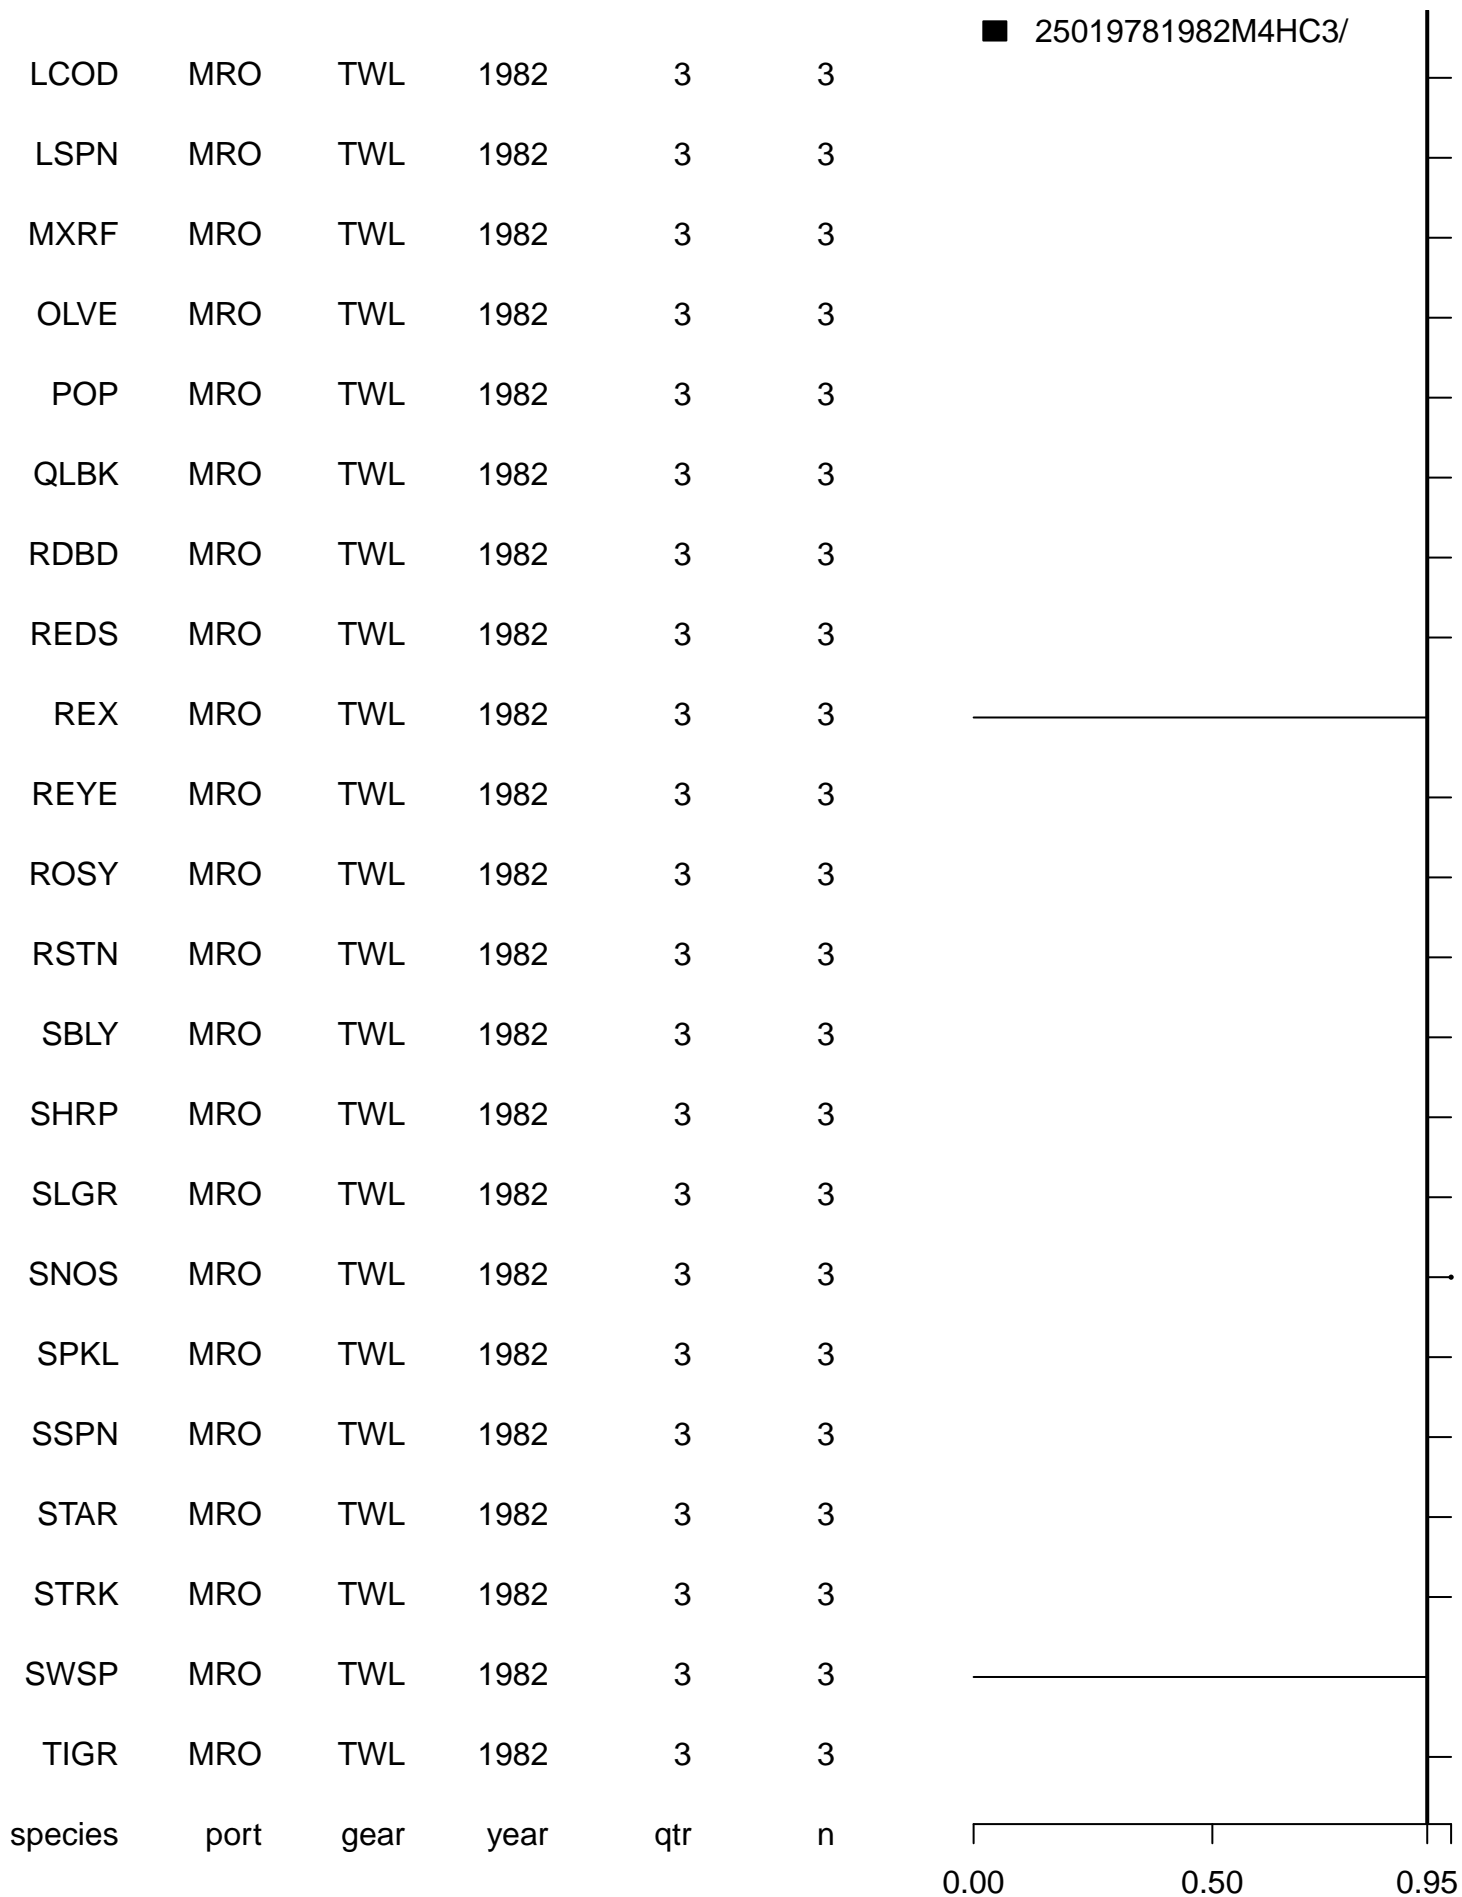 25019781982M4HC3/
LCOD MRO TWL 1982 3 3
LSPN MRO TWL 1982 3 3
MXRF MRO TWL 1982 3 3
OLVE MRO TWL 1982 3 3
POP MRO TWL 1982 3 3
QLBK MRO TWL 1982 3 3
RDBD MRO TWL 1982 3 3
REDS MRO TWL 1982 3 3
REX MRO TWL 1982 3 3
REYE MRO TWL 1982 3 3
ROSY MRO TWL 1982 3 3
RSTN MRO TWL 1982 3 3
SBLY MRO TWL 1982 3 3
SHRP MRO TWL 1982 3 3
SLGR MRO TWL 1982 3 3
SNOS MRO TWL 1982 3 3
SPKL MRO TWL 1982 3 3
SSPN MRO TWL 1982 3 3
STAR MRO TWL 1982 3 3
STRK MRO TWL 1982 3 3
SWSP MRO TWL 1982 3 3
TIGR MRO TWL 1982 3 3
species port gear year qtr n
0.00 0.50 0.95